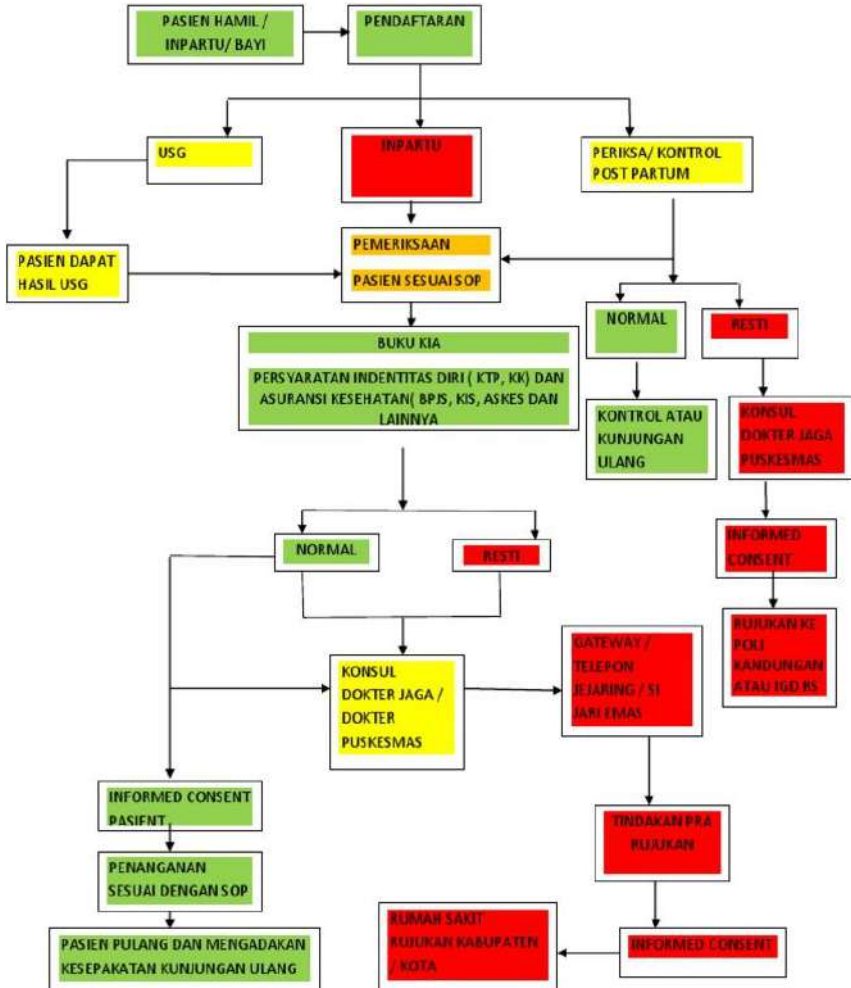 PASIEN HAMIL /
INPARTU/ BAYI
PENDAFTARAN
USG
INPARTU
PERIKSA/ KONTROL
POST PARTUM
PASIEN DAPAT
HASIL USG
PEMERIKSAAN
PASIEN SESUAI SOP
NORMAL
RESTI
BUKU KIA
PERSYARATAN INDENTITAS DIRI ( KTP, KK) DAN
ASURANSI KESEHATAN( BPJS, KIS, ASKES DAN
LAINNYA
KONTROL ATAU
KUNJUNGAN
ULANG
KONSUL
DOKTER JAGA
PUSKESMAS
INFORMED
CONSENT
RUJUKAN KE
POLI
KANDUNGAN
ATAU IGD RS
NORMAL
RESTI
KONSUL
DOKTER JAGA /
DOKTER
PUSKESMAS
GATEWAY /
TELEPON
JEJARING / SI
JARI EMAS
INFORMED CONSENT
PASIENT
TINDAKAN PRA
RUJUKAN
PENANGANAN
SESUAI DENGAN SOP
PASIEN PULANG DAN MENGADAKAN
KESEPAKATAN KUNJUNGAN ULANG
RUMAH SAKIT
RUJUKAN KABUPATEN
/ KOTA
INFORMED CONSENT